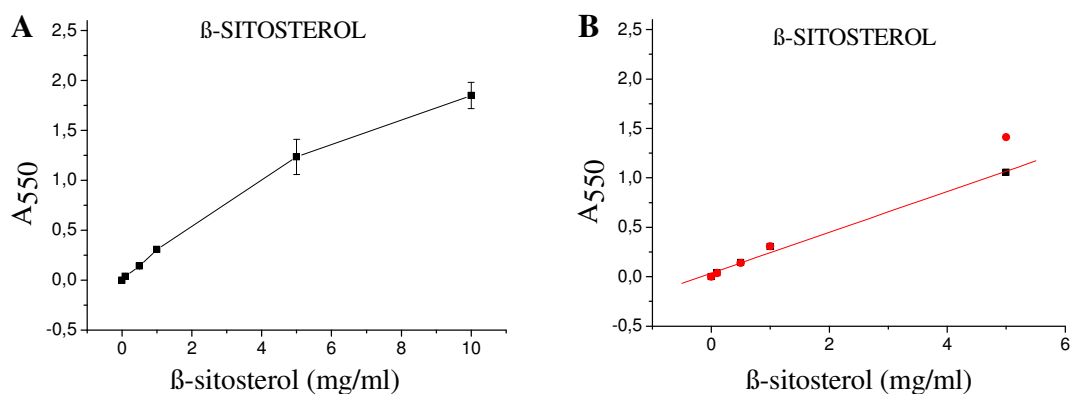 A
ß-SITOSTEROL
2,5
2,0
1,5
1,0
0,5
0,0
-0,5
A550
0 2 4 6 8 10
ß-sitosterol (mg/ml)
B
ß-SITOSTEROL
2,5
2,0
1,5
1,0
0,5
0,0
-0,5
A550
0 2 4 6
ß-sitosterol (mg/ml)